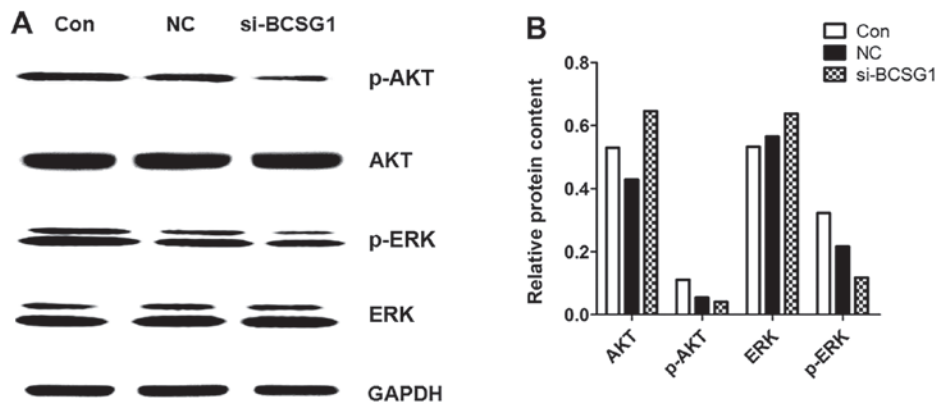 A
Con NC si-BCSG1
p-AKT
AKT
p-ERK
ERK
GAPDH
B
Con
NC
si-BCSG1
Relative protein content
0.8
0.6
0.4
0.2
0.0
AKT p-AKT ERK p-ERK